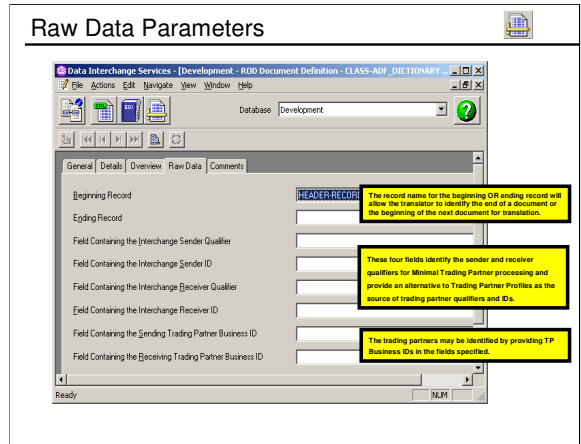 Raw Data Parameters
Data Interchange Services - [Development - ROD Document Definition - CLASS-ADF_DICTIONARY ...
File Actions Edit Navigate View Window Help
Database Development
General Details Overview Raw Data Comments
Beginning Record HEADER-RECORD
The record name for the beginning OR ending record will
allow the translator to identify the end of a document or
the beginning of the next document for translation.
Ending Record
Field Containing the Interchange Sender Qualifier
Field Containing the Interchange Sender ID
Field Containing the Interchange Receiver Qualifier
Field Containing the Interchange Receiver ID
These four fields identify the sender and receiver
qualifiers for Minimal Trading Partner processing and
provide an alternative to Trading Partner Profiles as the
source of trading partner qualifiers and IDs.
Field Containing the Sending Trading Partner Business ID
Field Containing the Receiving Trading Partner Business ID
The trading partners may be identified by providing TP
Business IDs in the fields specified.
Ready NUM